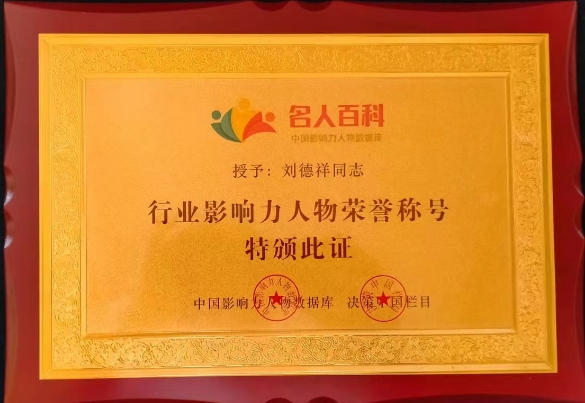 名人百科
中国影响力人物数据库
授予：刘德祥同志
行业影响力人物荣誉称号
特颁此证
中国影响力人物数据库 决策中国栏目